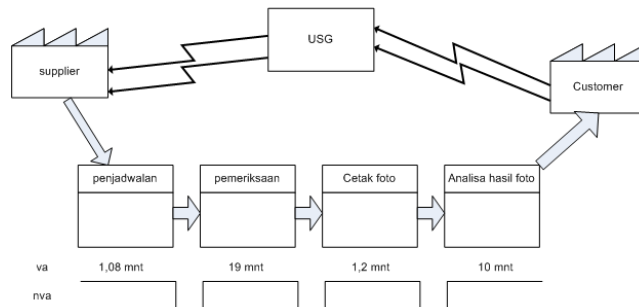 USG
supplier
Customer
penjadwalan
pemeriksaan
Cetak foto
Analisa hasil foto
va 1,08 mnt 19 mnt 1,2 mnt 10 mnt
nva